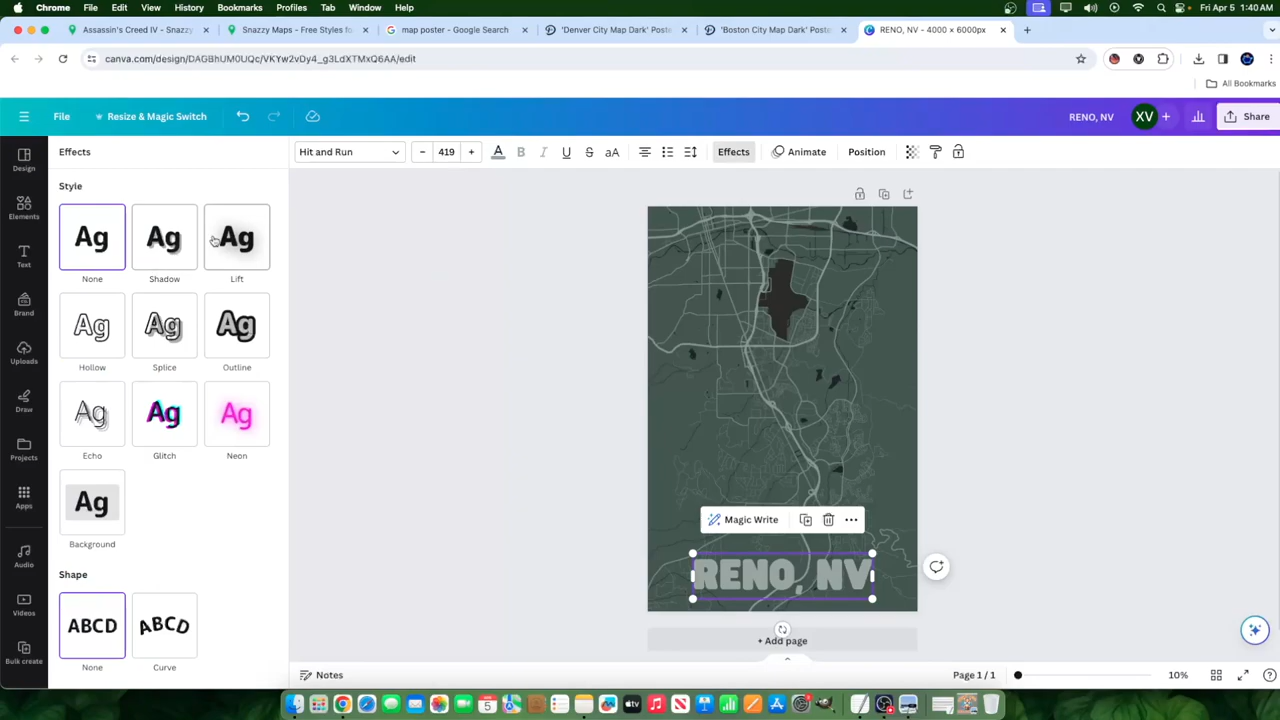 Chrome File Edit View History Bookmarks Profiles Tab Window Help Fri Apr 5 1:40 AM
Assassin's Creed IV - Snazzy Snazzy Maps - Free Styles fo map poster - Google Search 'Denver City Map Dark' Poste 'Boston City Map Dark' Poste RENO, NV - 4000 × 6000px
canva.com/design/DAGBhUM0UQc/VKYw2vDy4_g3LdXTMxQ6AA/edit
All Bookmarks
File Resize & Magic Switch RENO, NV XV + Share
Design
Elements
Text
Brand
Uploads
Draw
Projects
Apps
Audio
Videos
Bulk create
Effects
Hit and Run - 419 + A B I U S aA Effects Animate Position
Style
Ag Ag Ag
None Shadow Lift
Ag Ag Ag
Hollow Splice Outline
Ag Ag Ag
Echo Glitch Neon
Ag
Background
Shape
ABCD ABCD
None Curve
Magic Write
RENO, NV
+ Add page
Notes Page 1 / 1 10%